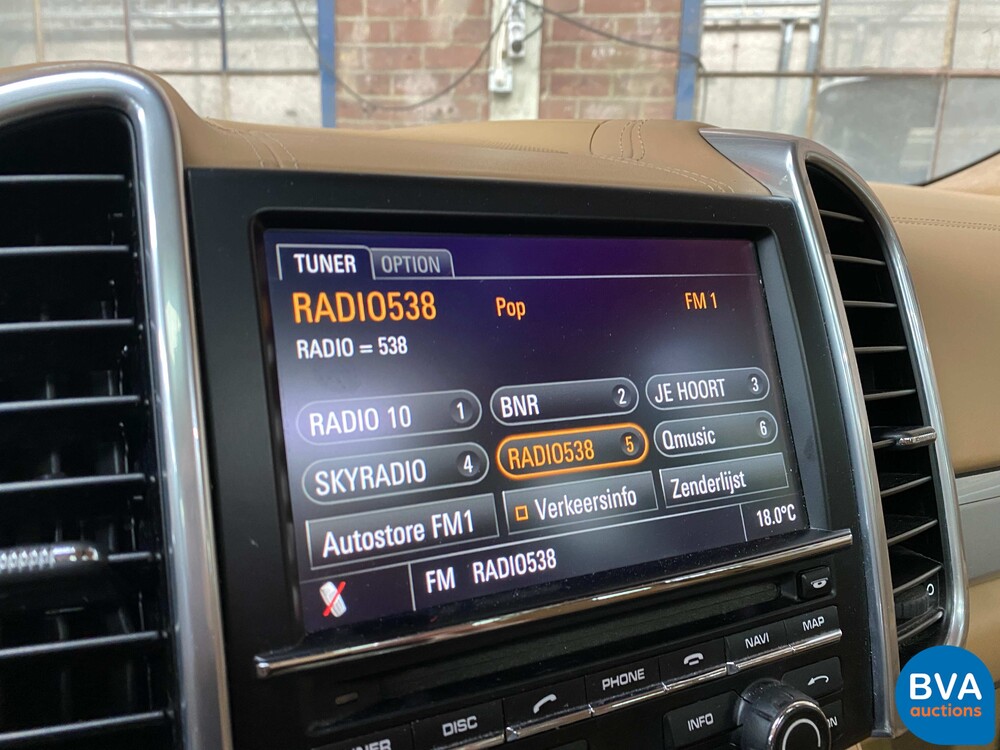 TUNER OPTION
RADIO538 Pop FM 1
RADIO = 538
RADIO 10 1 BNR 2 JE HOORT 3
SKYRADIO 4 RADIO538 5 Qmusic 6
Autostore FM1 Verkeersinfo Zenderlijst
FM RADIO538 18.0°C
DISC PHONE NAVI MAP
INFO
BVA
auctions